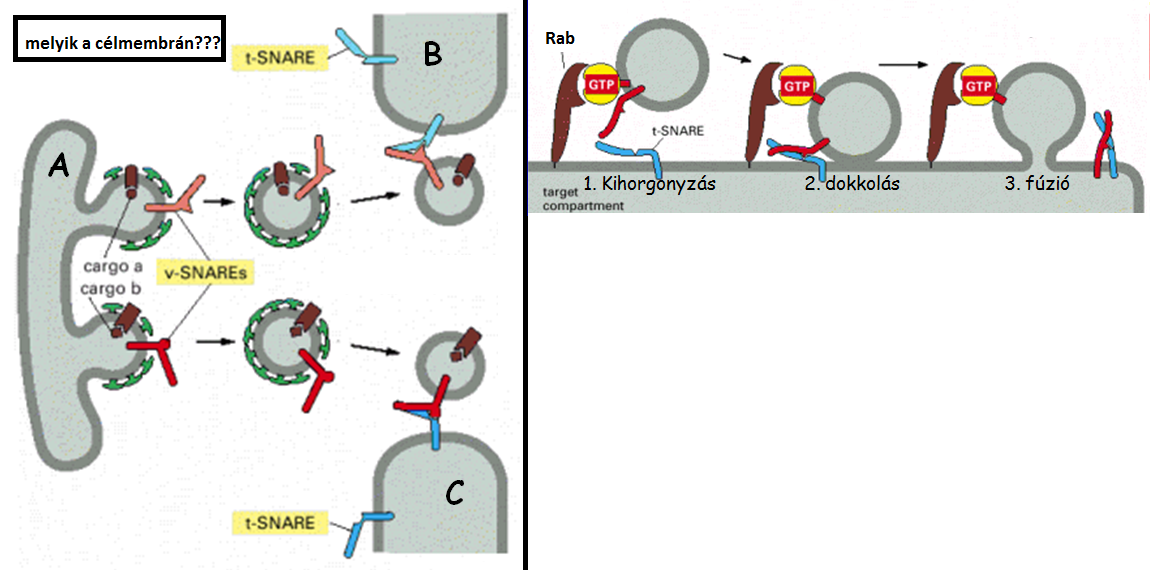 melyik a célmembrán???
t-SNARE
B
A
cargo a
cargo b
v-SNAREs
C
t-SNARE
Rab
GTP
GTP
GTP
t-SNARE
1. Kihorgonyzás
2. dokkolás
3. fúzió
target
compartment